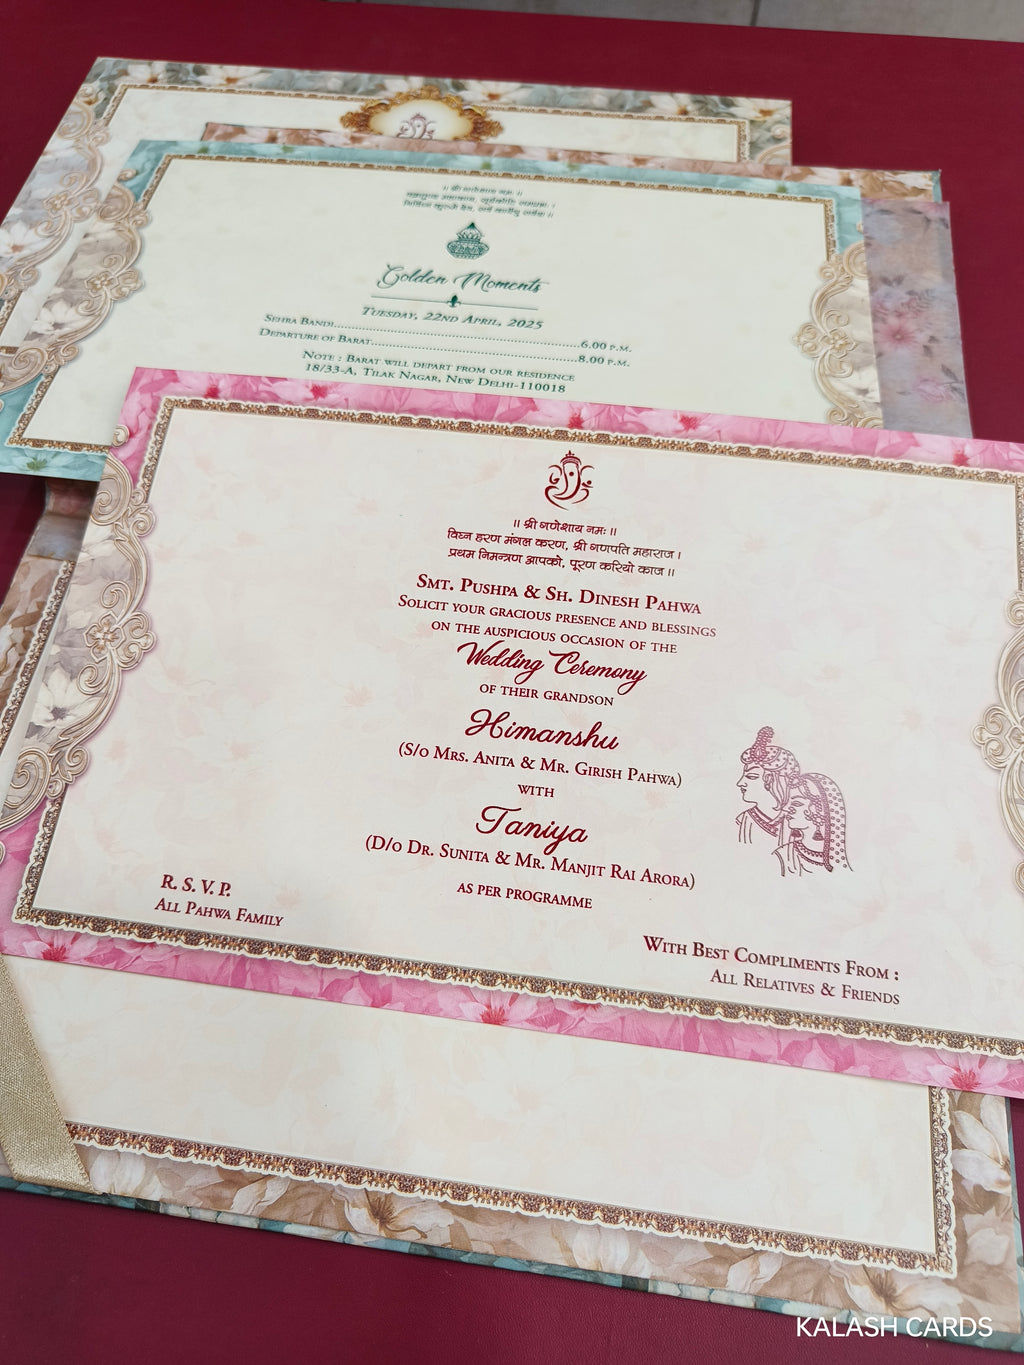 ।। श्री गणेशाय नमः ।।
Golden Moments
Tuesday, 22nd April, 2025
Sehra Bandi........................................................6.00 p.m.
Departure of Barat................................................8.00 p.m.
Note : Barat will depart from our residence
18/33-A, Tilak Nagar, New Delhi-110018
।। श्री गणेशाय नमः ।।
विघ्न हरण मंगल करण, श्री गणपति महाराज ।
प्रथम निमन्त्रण आपको, पूरण करियो काज ।।
Smt. Pushpa & Sh. Dinesh Pahwa
Solicit your gracious presence and blessings
on the auspicious occasion of the
Wedding Ceremony
of their grandson
Himanshu
(S/o Mrs. Anita & Mr. Girish Pahwa)
with
Taniya
(D/o Dr. Sunita & Mr. Manjit Rai Arora)
as per programme
R. S. V. P.
All Pahwa Family
With Best Compliments From :
All Relatives & Friends
KALASH CARDS